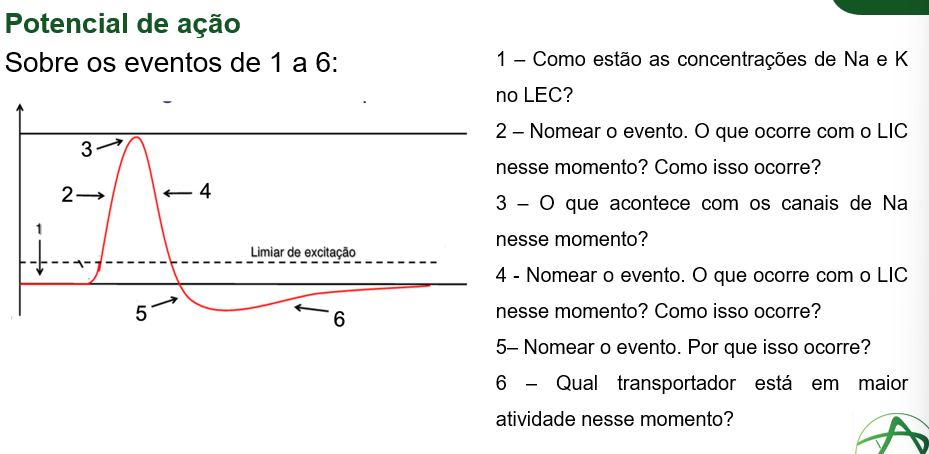 Potencial de ação
Sobre os eventos de 1 a 6:
3
2
4
1
Limiar de excitação
5
6
1 – Como estão as concentrações de Na e K
no LEC?
2 – Nomear o evento. O que ocorre com o LIC
nesse momento? Como isso ocorre?
3 – O que acontece com os canais de Na
nesse momento?
4 - Nomear o evento. O que ocorre com o LIC
nesse momento? Como isso ocorre?
5– Nomear o evento. Por que isso ocorre?
6 – Qual transportador está em maior
atividade nesse momento?